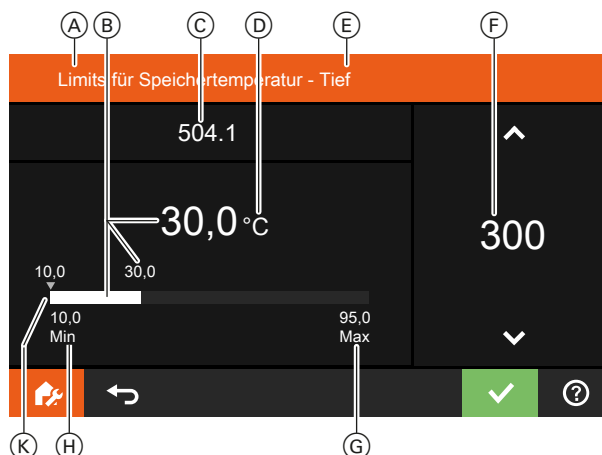 A B C D E F
Limits für Speichertemperatur - Tief
504.1
30,0 °C
300
10,0 30,0
10,0 95,0
Min Max
?
K H G